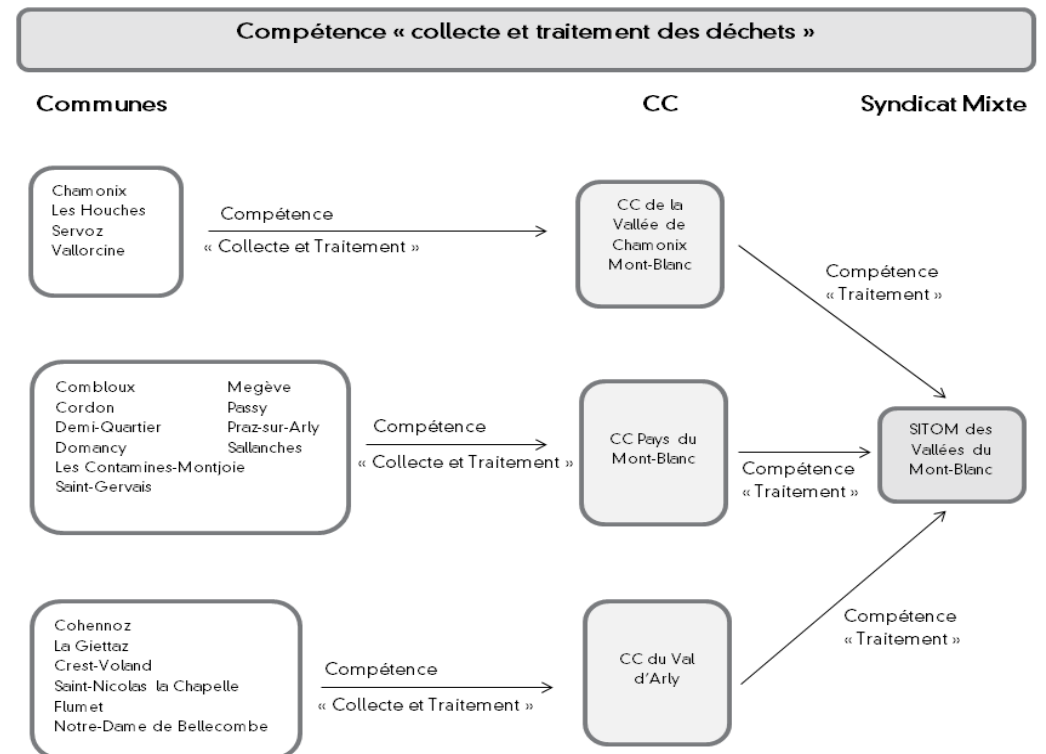 Compétence « collecte et traitement des déchets »
Communes
CC
Syndicat Mixte
Chamonix
Les Houches
Servoz
Vallorcine
Compétence
« Collecte et Traitement »
CC de la
Vallée de
Chamonix
Mont-Blanc
Compétence
« Traitement »
Combloux
Cordon
Demi-Quartier
Domancy
Les Contamines-Montjoie
Saint-Gervais
Megève
Passy
Praz-sur-Arly
Sallanches
Compétence
« Collecte et Traitement »
CC Pays du
Mont-Blanc
Compétence
« Traitement »
SITOM des
Vallées du
Mont-Blanc
Cohennoz
La Giettaz
Crest-Voland
Saint-Nicolas la Chapelle
Flumet
Notre-Dame de Bellecombe
Compétence
« Collecte et Traitement »
CC du Val
d'Arly
Compétence
« Traitement »